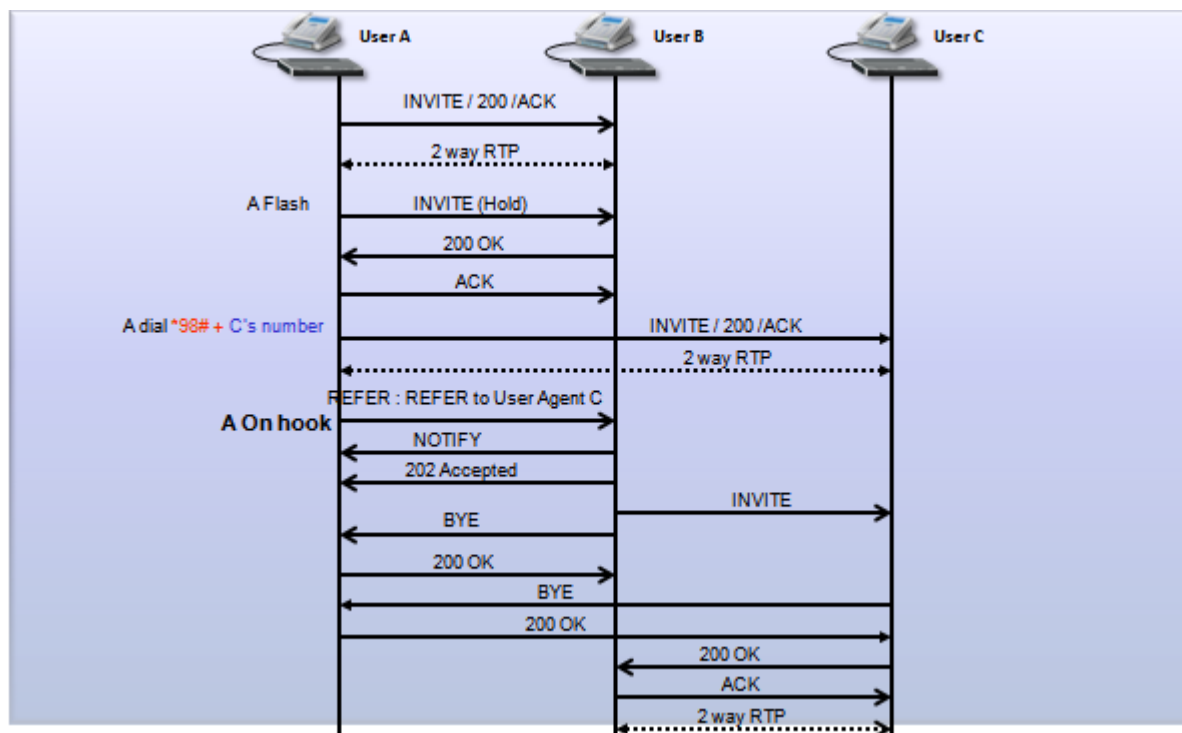 User A
User B
User C
INVITE / 200 /ACK
2 way RTP
A Flash
INVITE (Hold)
200 OK
ACK
A dial *98# + C's number
INVITE / 200 /ACK
2 way RTP
REFER : REFER to User Agent C
A On hook
NOTIFY
202 Accepted
INVITE
BYE
200 OK
BYE
200 OK
200 OK
ACK
2 way RTP